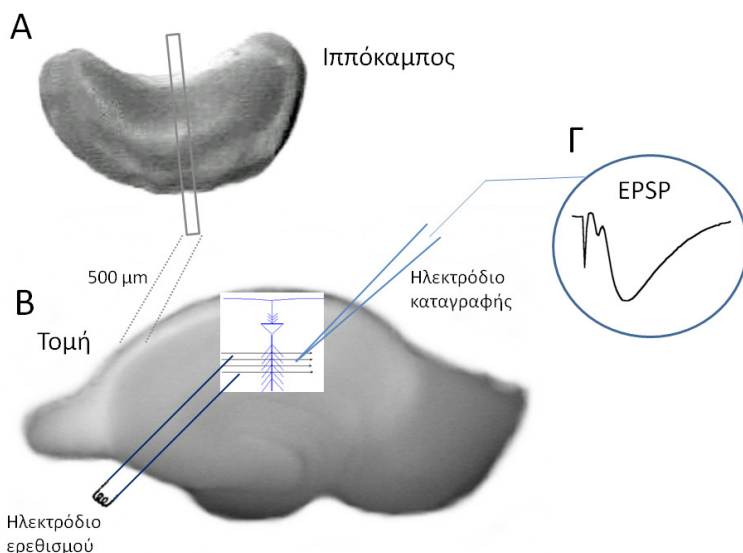 Α
Ιππόκαμπος
Γ
EPSP
500 μm
Ηλεκτρόδιο
καταγραφής
Β
Τομή
Ηλεκτρόδιο
ερεθισμού